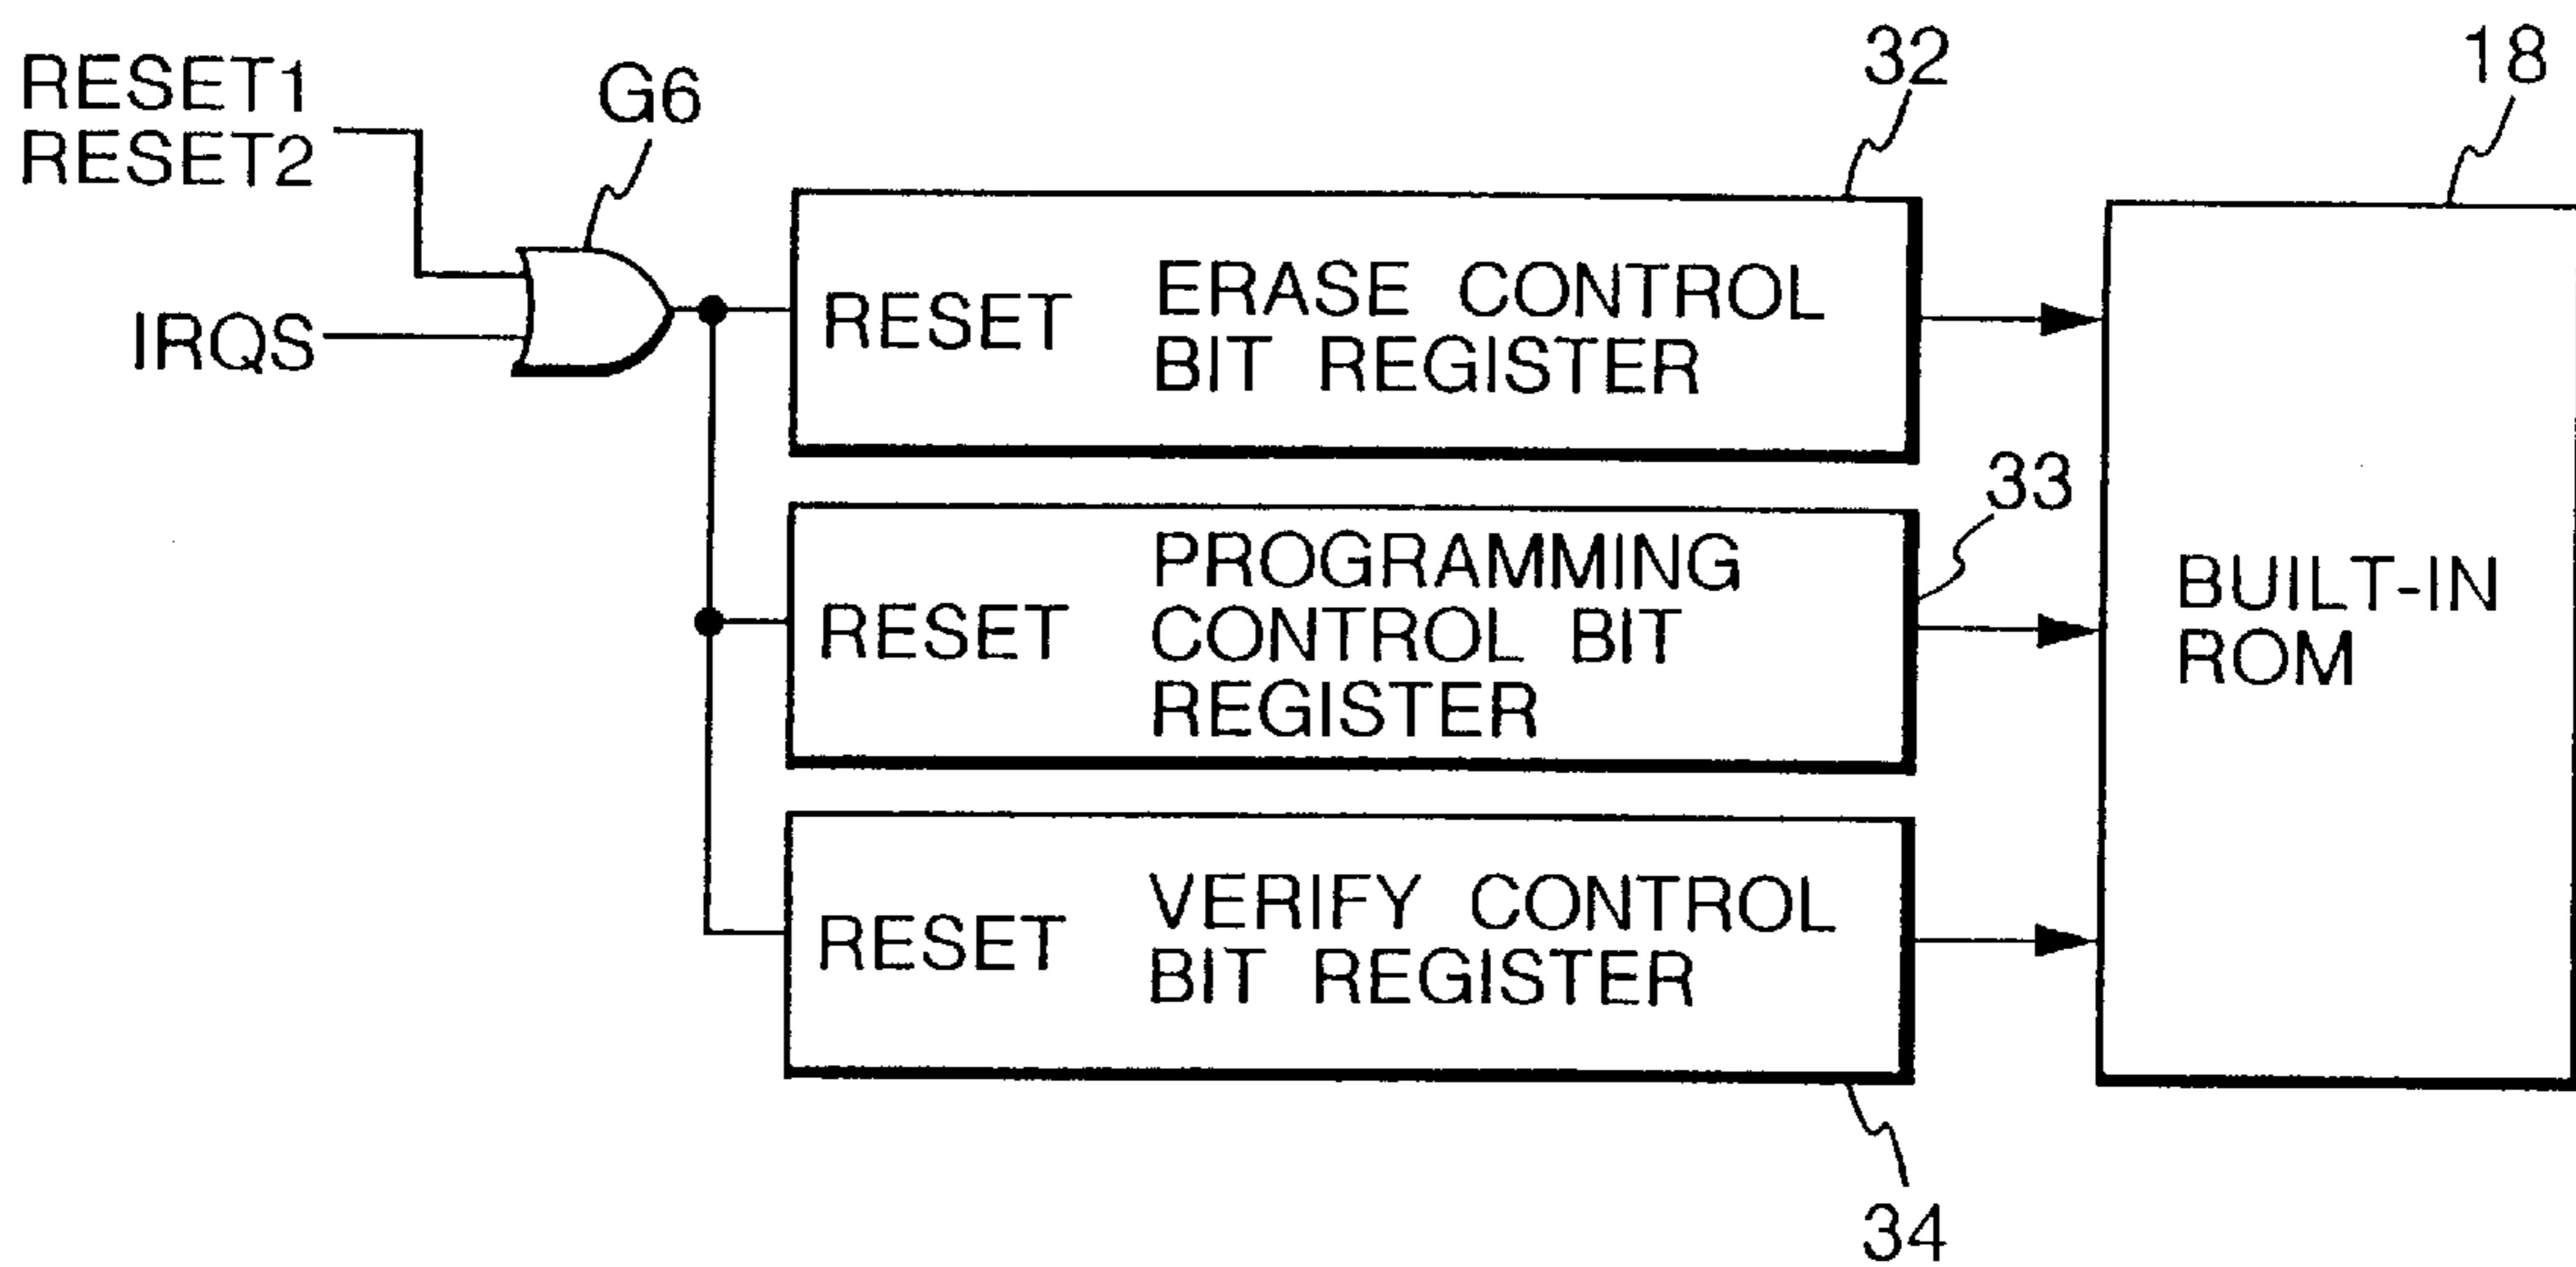 RESET1
RESET2
G6
IRQS
32
18
RESET
ERASE CONTROL
BIT REGISTER
33
RESET
PROGRAMMING
CONTROL BIT
REGISTER
BUILT-IN
ROM
RESET
VERIFY CONTROL
BIT REGISTER
34